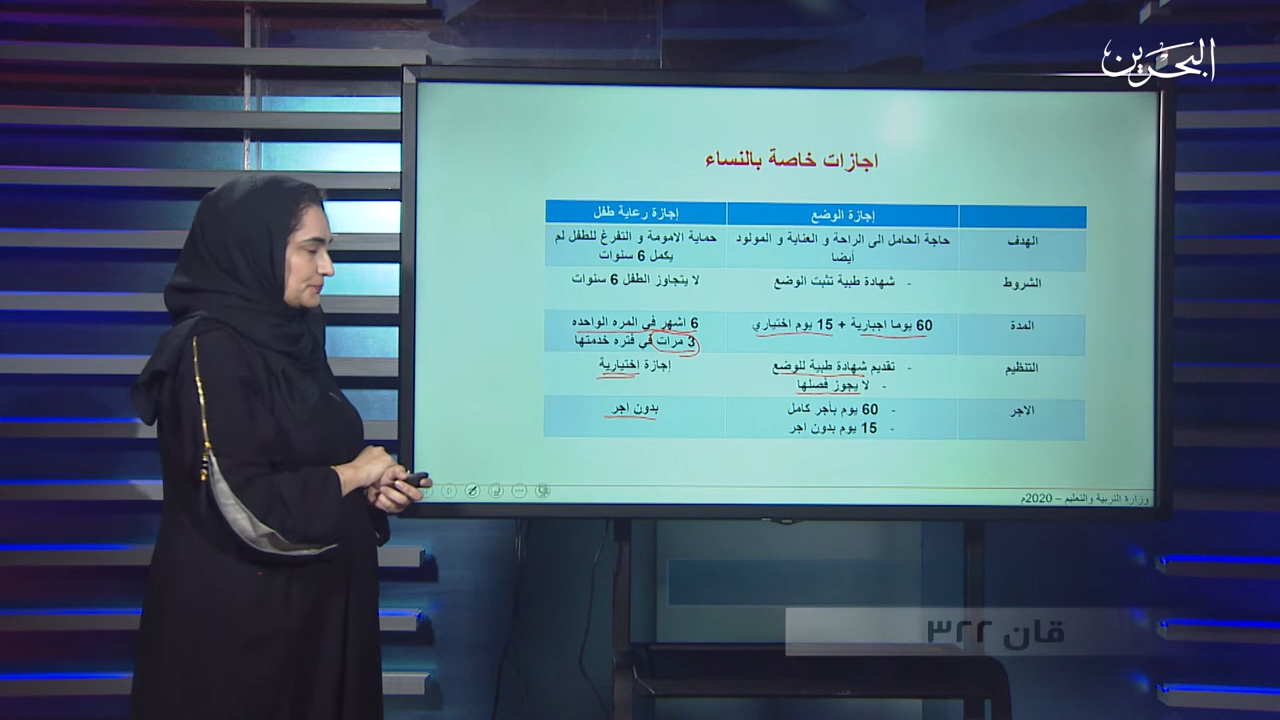 البحرين
اجازات خاصة بالنساء
إجازة الوضع
إجازة رعاية طفل
الهدف
حاجة الحامل الى الراحة و العناية و المولود
أيضا
حماية الامومة و التفرغ للطفل لم
يكمل 6 سنوات
الشروط
- شهادة طبية تثبت الوضع
لا يتجاوز الطفل 6 سنوات
المدة
60 يوما اجبارية + 15 يوم اختياري
6 اشهر في المره الواحده
3 مرات في فتره خدمتها
التنظيم
- تقديم شهادة طبية للوضع
- لا يجوز فصلها
إجازة إختيارية
الاجر
- 60 يوم بأجر كامل
- 15 يوم بدون اجر
بدون اجر
وزارة التربية والتعليم – 2020م
قان ٣٢٢